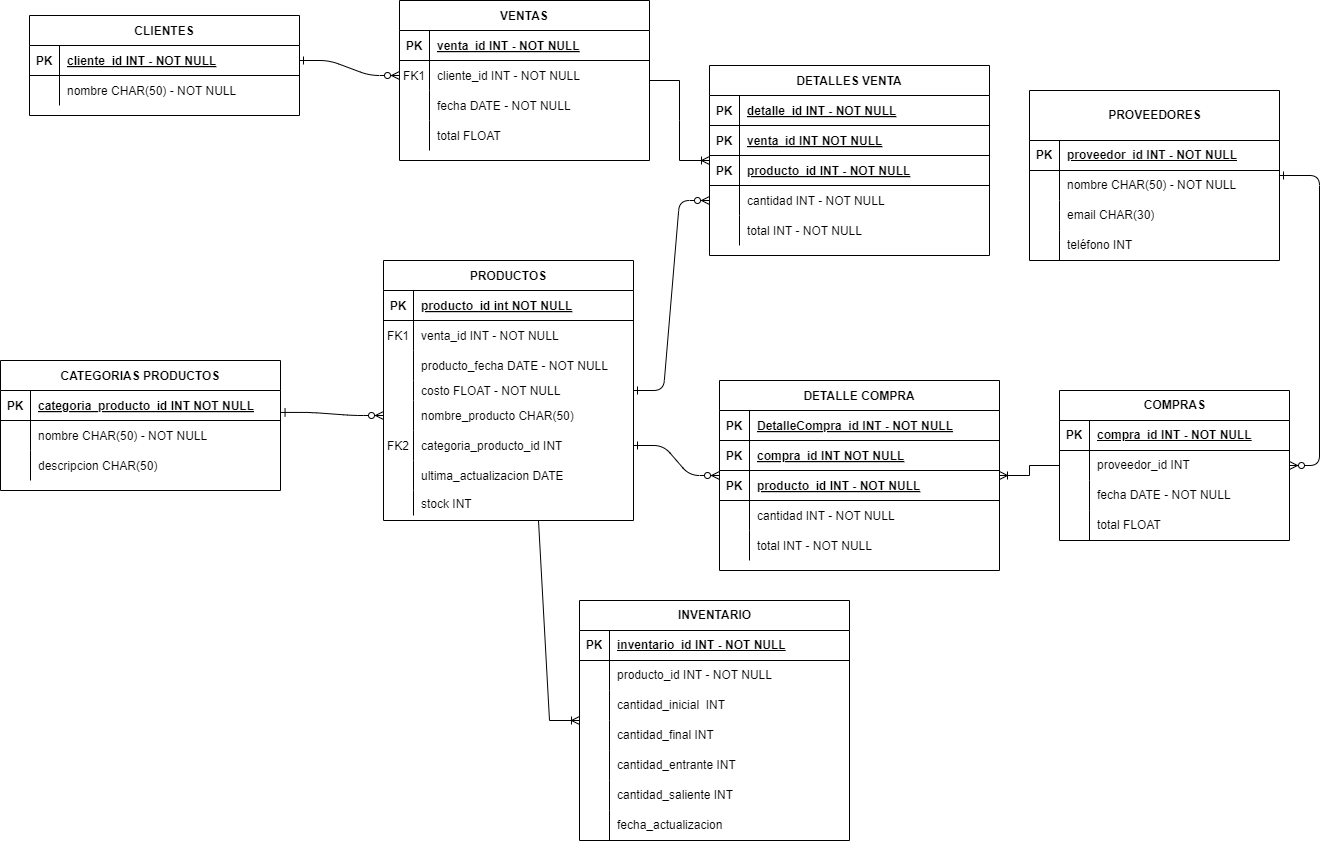 CLIENTES
PK cliente_id INT - NOT NULL
nombre CHAR(50) - NOT NULL
VENTAS
PK venta_id INT - NOT NULL
FK1 cliente_id INT - NOT NULL
fecha DATE - NOT NULL
total FLOAT
DETALLES VENTA
PK detalle_id INT - NOT NULL
PK venta_id INT NOT NULL
PK producto_id INT - NOT NULL
cantidad INT - NOT NULL
total INT - NOT NULL
PROVEEDORES
PK proveedor_id INT - NOT NULL
nombre CHAR(50) - NOT NULL
email CHAR(30)
teléfono INT
PRODUCTOS
PK producto_id int NOT NULL
FK1 venta_id INT - NOT NULL
producto_fecha DATE - NOT NULL
costo FLOAT - NOT NULL
nombre_producto CHAR(50)
FK2 categoria_producto_id INT
ultima_actualizacion DATE
stock INT
CATEGORIAS PRODUCTOS
PK categoria_producto_id INT NOT NULL
nombre CHAR(50) - NOT NULL
descripcion CHAR(50)
DETALLE COMPRA
PK DetalleCompra_id INT - NOT NULL
PK compra_id INT NOT NULL
PK producto_id INT - NOT NULL
cantidad INT - NOT NULL
total INT - NOT NULL
COMPRAS
PK compra_id INT - NOT NULL
proveedor_id INT
fecha DATE - NOT NULL
total FLOAT
INVENTARIO
PK inventario_id INT - NOT NULL
producto_id INT - NOT NULL
cantidad_inicial INT
cantidad_final INT
cantidad_entrante INT
cantidad_saliente INT
fecha_actualizacion